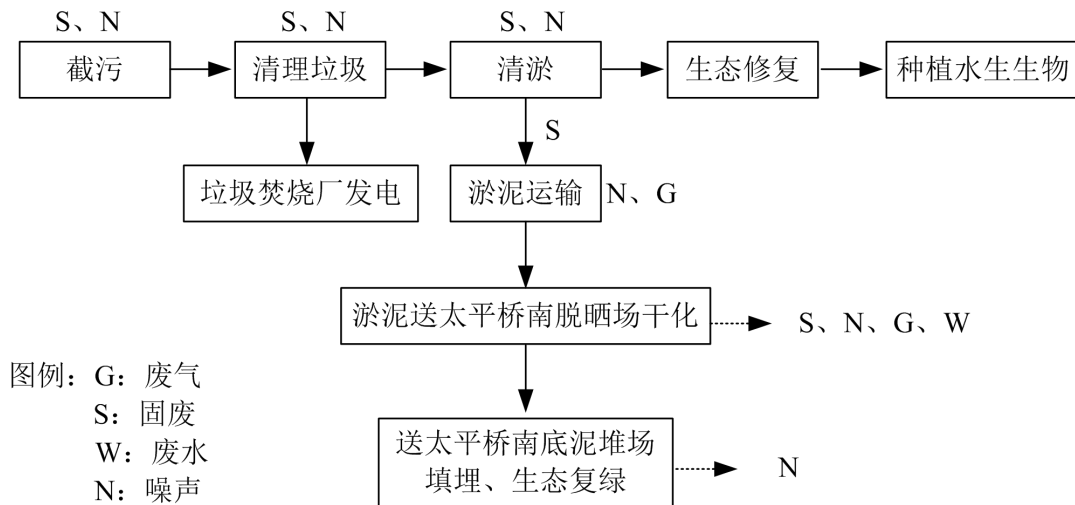 S、N
S、N
S、N
截污
清理垃圾
清淤
生态修复
种植水生生物
S
垃圾焚烧厂发电
淤泥运输
N、G
淤泥送太平桥南脱晒场干化
S、N、G、W
图例：G：废气
S：固废
W：废水
N：噪声
送太平桥南底泥堆场
填埋、生态复绿
N